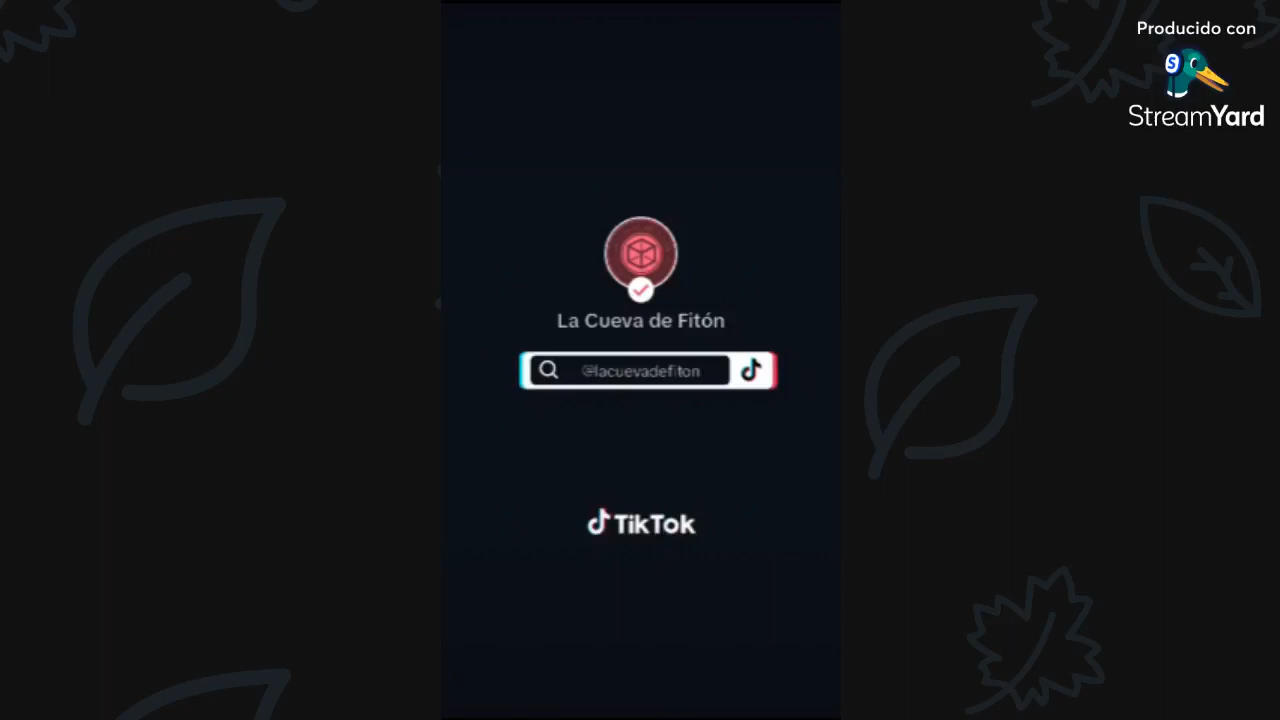 Producido con
StreamYard
La Cueva de Fitón
@lacuevadefiton
TikTok